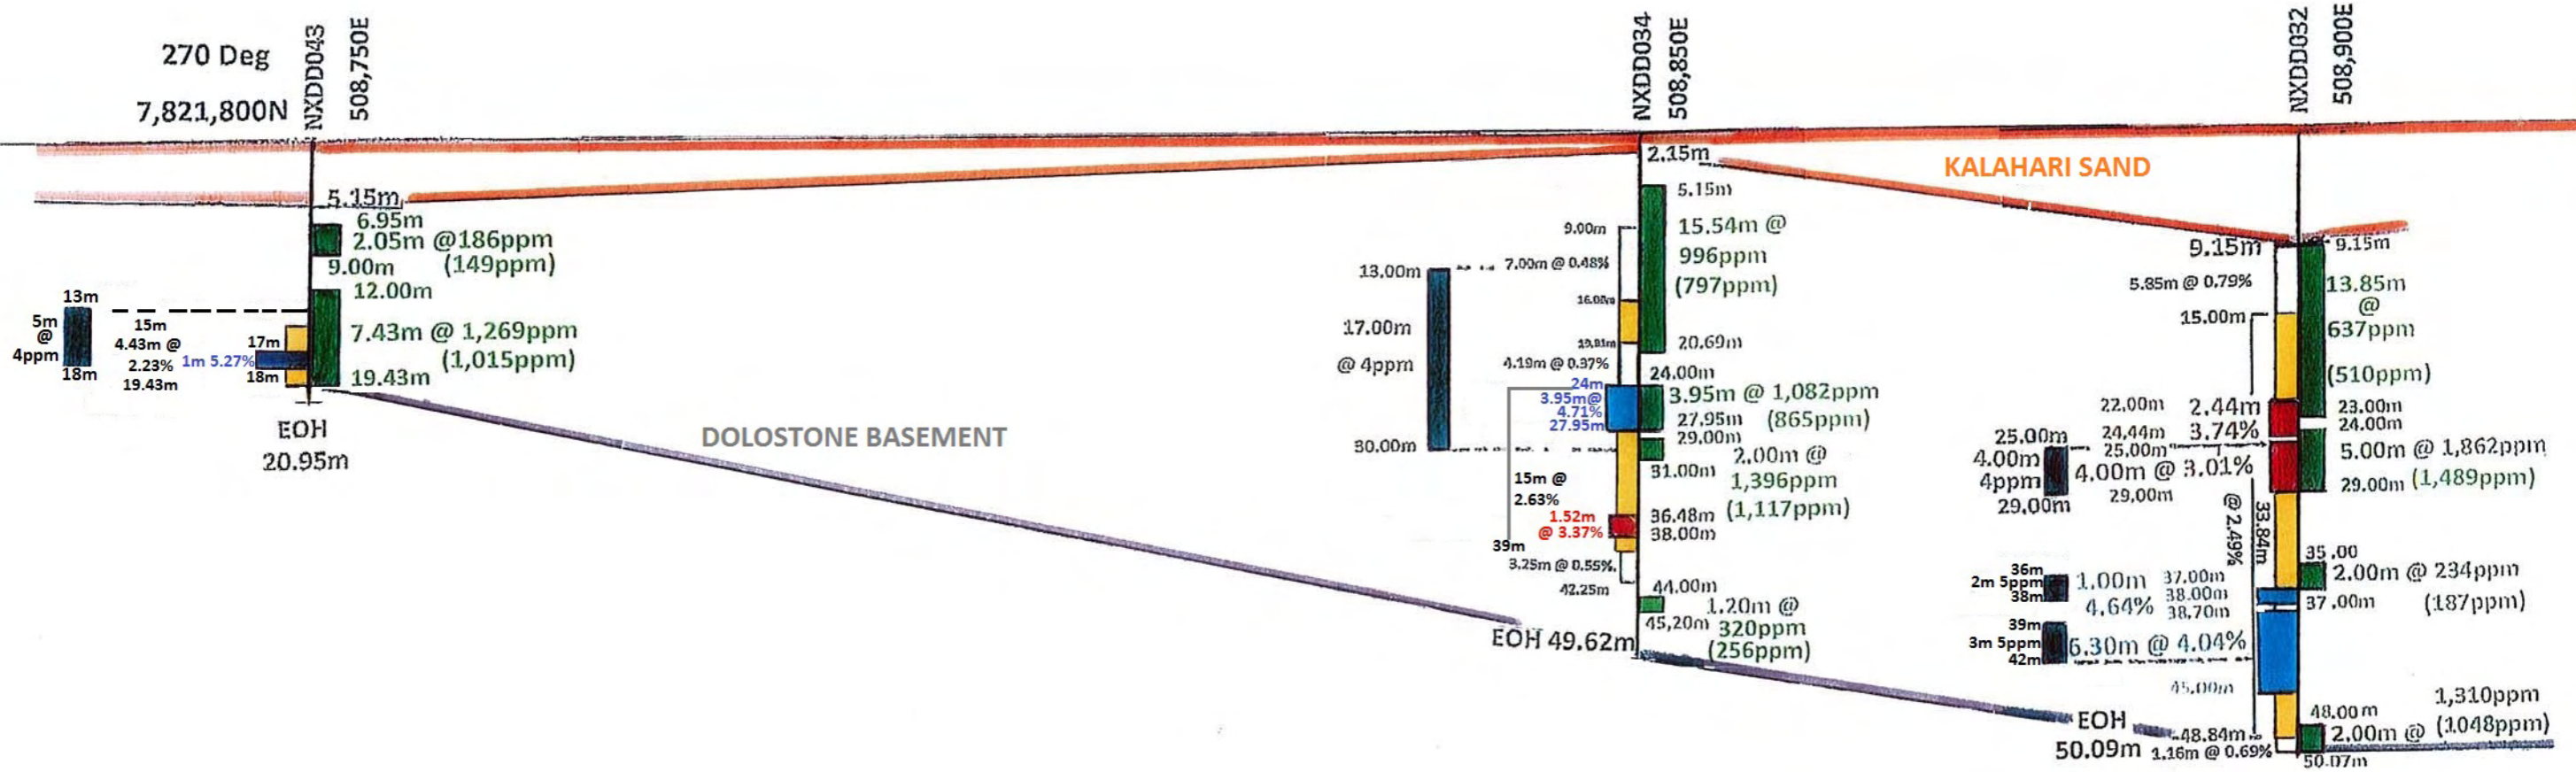 270 Deg
7,821,800N
NXDD043
508,750E
NXDD034
508,850E
NXDD032
508,900E
KALAHARI SAND
DOLOSTONE BASEMENT
5.15m
6.95m
2.05m @186ppm
9.00m (149ppm)
12.00m
7.43m @ 1,269ppm
(1,015ppm)
19.43m
13m
5m
@
4ppm
18m
15m
4.43m @
2.23%
19.43m
17m
1m 5.27%
18m
EOH
20.95m
2.15m
5.15m
15.54m @
996ppm
(797ppm)
20.69m
9.00m
7.00m @ 0.48%
13.00m
17.00m
@ 4ppm
30.00m
4.19m @ 0.37%
24m
3.95m@
4.71%
27.95m
24.00m
3.95m @ 1,082ppm
27.95m (865ppm)
29.00m
2.00m @
31.00m
1,396ppm
(1,117ppm)
15m @
2.63%
1.52m
@ 3.37%
36.48m
38.00m
39m
3.25m @ 0.55%
42.25m
44.00m
1.20m @
45,20m 320ppm
(256ppm)
EOH 49.62m
9.15m
9.15m
5.85m @ 0.79%
13.85m
@
637ppm
(510ppm)
15.00m
22.00m 2.44m
24.44m 3.74%
23.00m
24.00m
25.00m
4.00m
4ppm
29.00m
25.00m
4.00m @ 3.01%
29,00m
5.00m @ 1,862ppm
29.00m (1,489ppm)
33.84m
@ 2.49%
35.00
2.00m @ 234ppm
37.00m (187ppm)
36m
2m 5ppm
38m
1.00m 37.00m
4.64% 38.00m
38.70m
39m
3m 5ppm
42m
6.30m @ 4.04%
45.00m
1,310ppm
48.00 m
2.00m @ (1048ppm)
EOH
50.09m
48.84m
1.16m @ 0.69%
50.07m